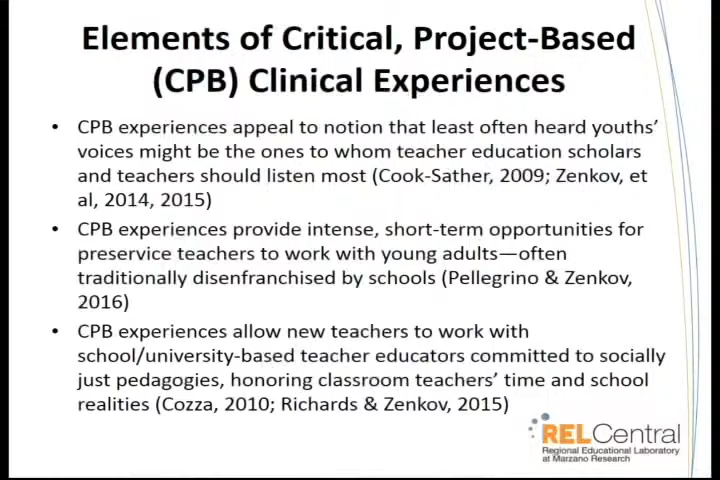 Elements of Critical, Project-Based
(CPB) Clinical Experiences
• CPB experiences appeal to notion that least often heard youths'
voices might be the ones to whom teacher education scholars
and teachers should listen most (Cook-Sather, 2009; Zenkov, et
al, 2014, 2015)
• CPB experiences provide intense, short-term opportunities for
preservice teachers to work with young adults—often
traditionally disenfranchised by schools (Pellegrino & Zenkov,
2016)
• CPB experiences allow new teachers to work with
school/university-based teacher educators committed to socially
just pedagogies, honoring classroom teachers' time and school
realities (Cozza, 2010; Richards & Zenkov, 2015)
RELCentral
Regional Educational Laboratory
at Marzano Research